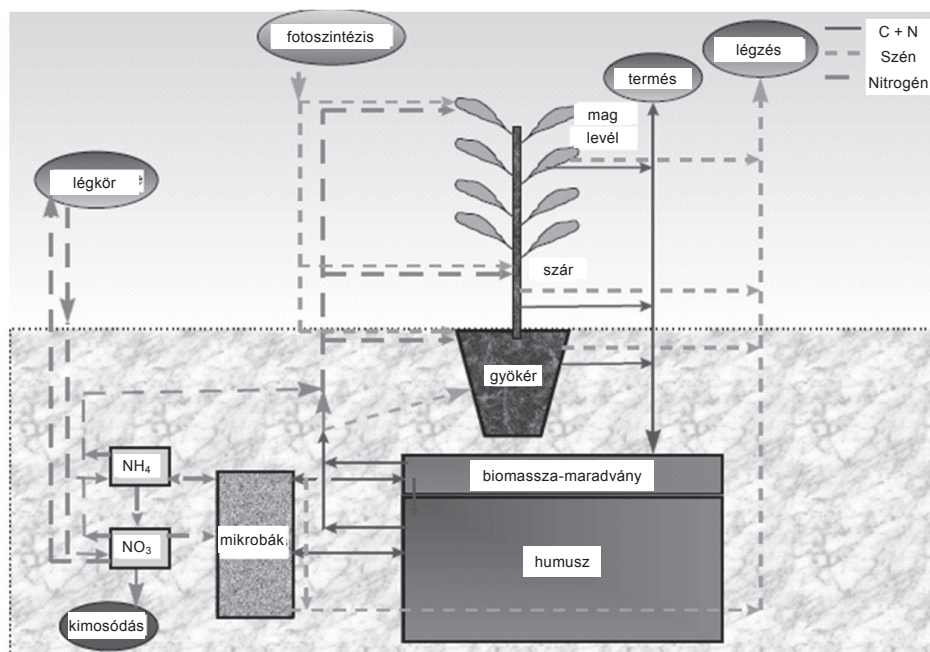 fotoszintézis
légzés
C + N
Szén
Nitrogén
termés
mag
levél
légkör
szár
gyökér
NH₄
biomassza-maradvány
NO₃
mikrobák
humusz
kimosódás